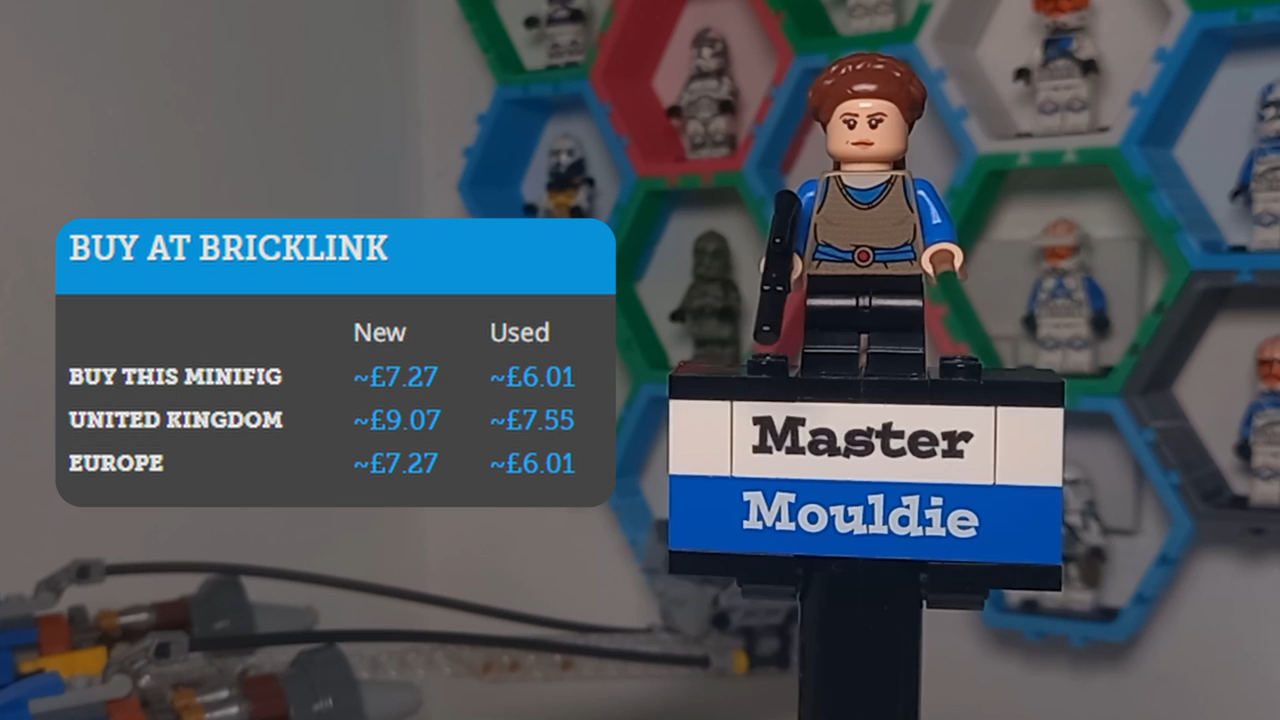 BUY AT BRICKLINK
New Used
BUY THIS MINIFIG ~£7.27 ~£6.01
UNITED KINGDOM ~£9.07 ~£7.55
EUROPE ~£7.27 ~£6.01
Master
Mouldie